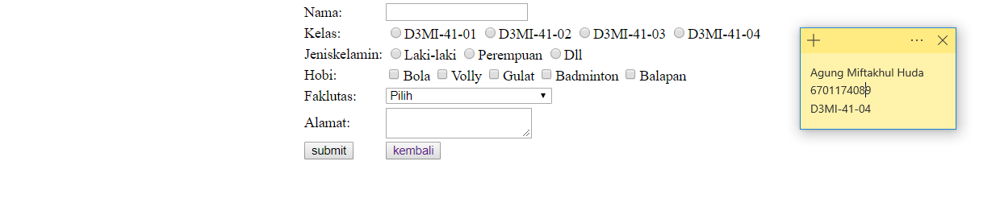 Nama:
Kelas: D3MI-41-01 D3MI-41-02 D3MI-41-03 D3MI-41-04
Jeniskelamin: Laki-laki Perempuan Dll
Hobi: Bola Volly Gulat Badminton Balapan
Faklutas: Pilih
Alamat:
submit kembali
Agung Miftakhul Huda
6701174089
D3MI-41-04